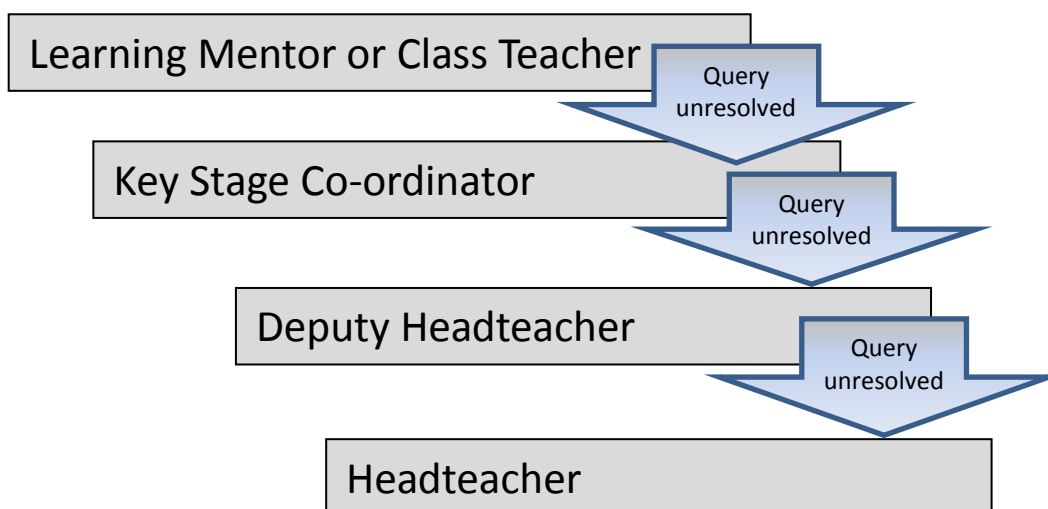 Learning Mentor or Class Teacher
Query
unresolved
Key Stage Co-ordinator
Query
unresolved
Deputy Headteacher
Query
unresolved
Headteacher